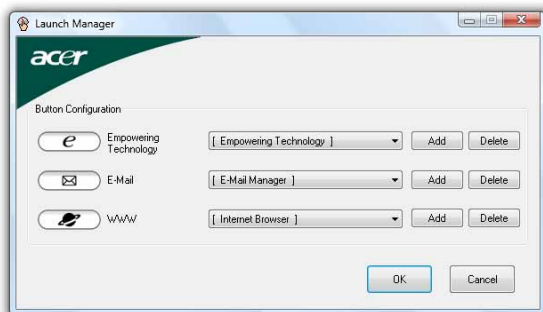 Launch Manager
acer
Button Configuration
e Empowering Technology [ Empowering Technology ] Add Delete
E-Mail [ E-Mail Manager ] Add Delete
WWW [ Internet Browser ] Add Delete
OK Cancel